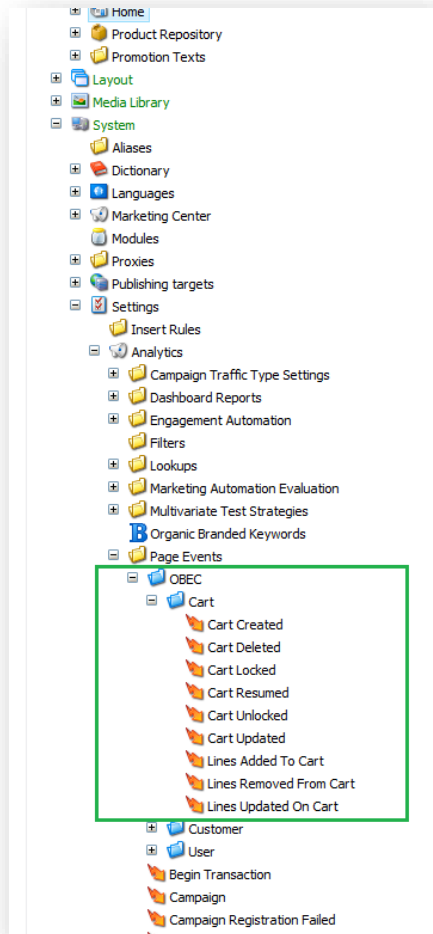 Home
Product Repository
Promotion Texts
Layout
Media Library
System
Aliases
Dictionary
Languages
Marketing Center
Modules
Proxies
Publishing targets
Settings
Insert Rules
Analytics
Campaign Traffic Type Settings
Dashboard Reports
Engagement Automation
Filters
Lookups
Marketing Automation Evaluation
Multivariate Test Strategies
Organic Branded Keywords
Page Events
OBEC
Cart
Cart Created
Cart Deleted
Cart Locked
Cart Resumed
Cart Unlocked
Cart Updated
Lines Added To Cart
Lines Removed From Cart
Lines Updated On Cart
Customer
User
Begin Transaction
Campaign
Campaign Registration Failed